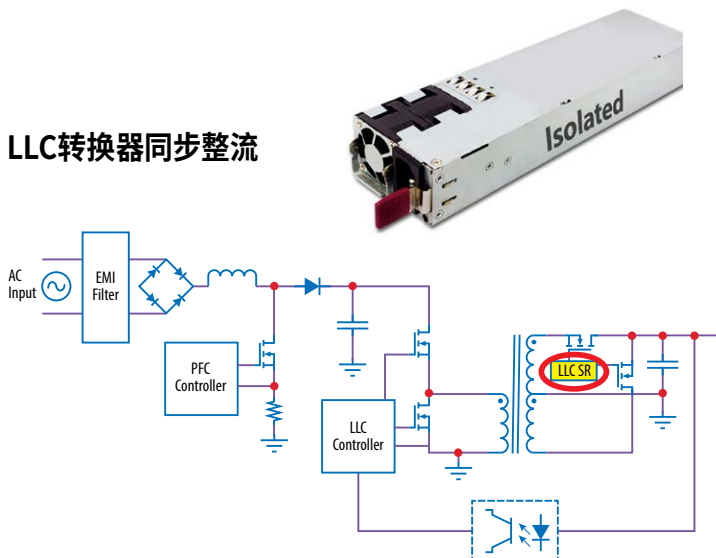 Isolated
LLC转换器同步整流
AC
Input
EMI
Filter
PFC
Controller
LLC
Controller
LLC SR